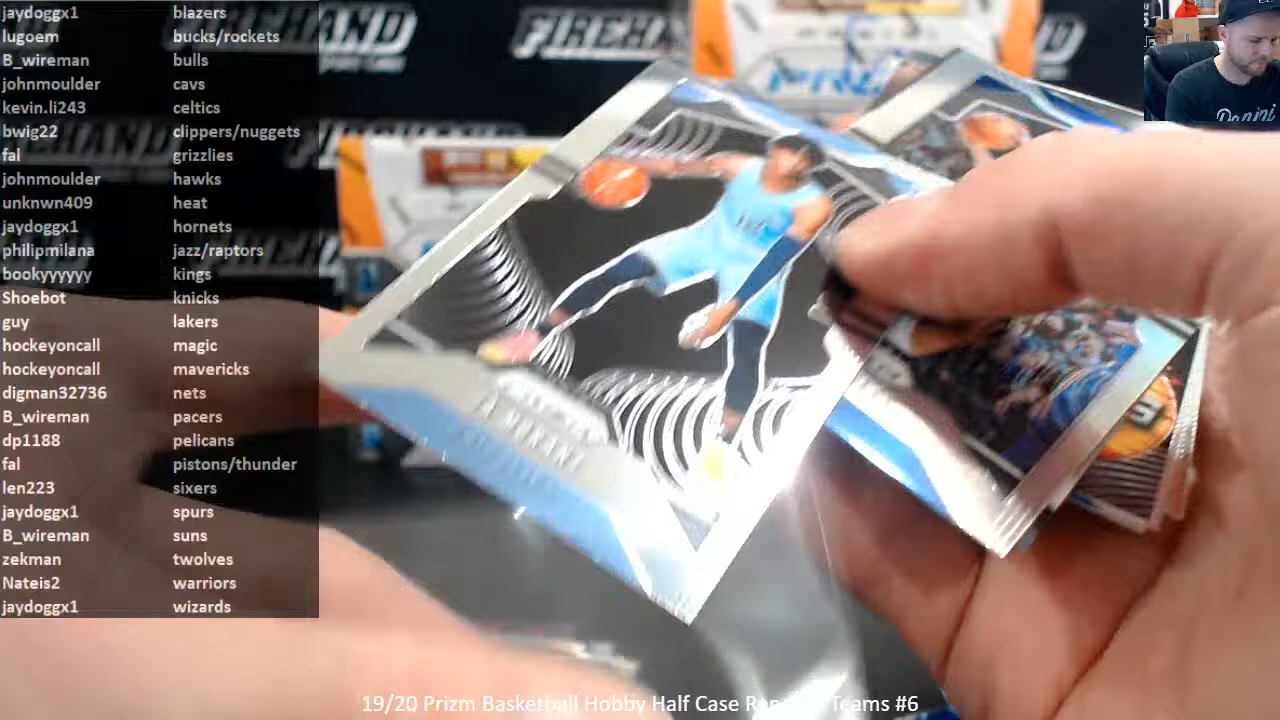 jaydoggx1 blazers
lugoem bucks/rockets
B_wireman bulls
johnmoulder cavs
kevin.li243 celtics
bwig22 clippers/nuggets
fal grizzlies
johnmoulder hawks
unknwn409 heat
jaydoggx1 hornets
philipmilana jazz/raptors
bookyyyyyy kings
Shoebot knicks
guy lakers
hockeyoncall magic
hockeyoncall mavericks
digman32736 nets
B_wireman pacers
dp1188 pelicans
fal pistons/thunder
len223 sixers
jaydoggx1 spurs
B_wireman suns
zekman twolves
Nateis2 warriors
jaydoggx1 wizards
FIREHAND
Panini
19/20 Prizm Basketball Hobby Half Case Teams #6